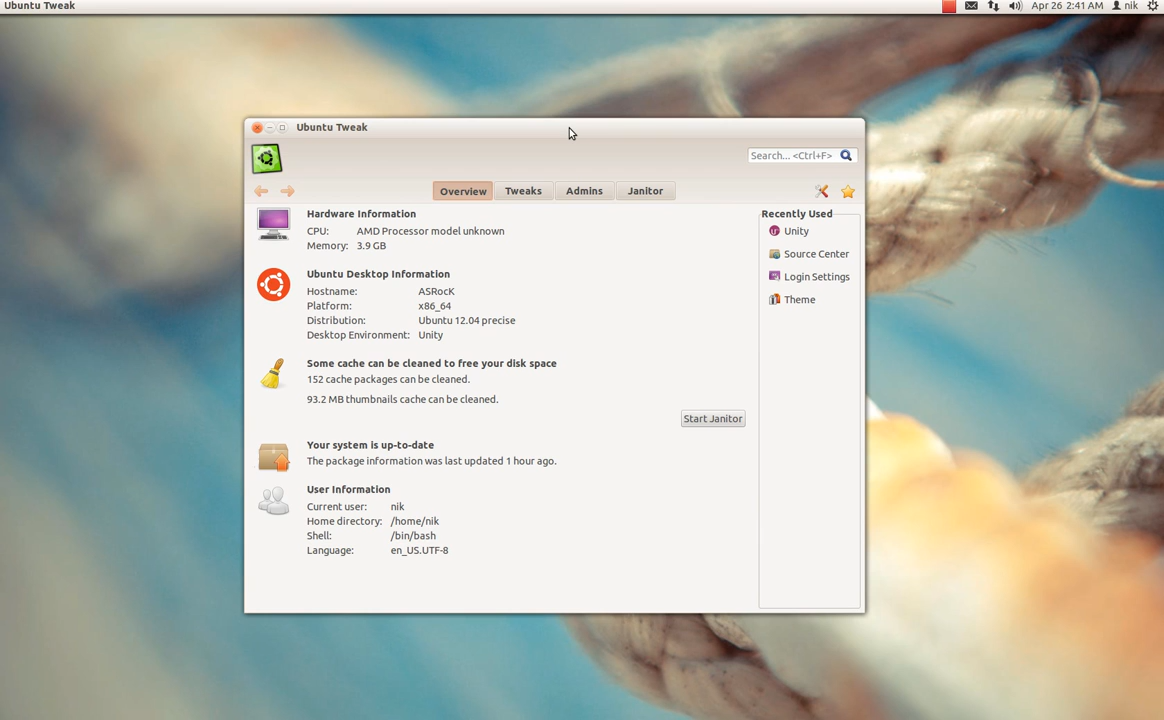 Ubuntu Tweak
Apr 26 2:41 AM nik
Ubuntu Tweak
Search... <Ctrl+F>
Overview Tweaks Admins Janitor
Hardware Information
CPU: AMD Processor model unknown
Memory: 3.9 GB
Ubuntu Desktop Information
Hostname: ASRocK
Platform: x86_64
Distribution: Ubuntu 12.04 precise
Desktop Environment: Unity
Some cache can be cleaned to free your disk space
152 cache packages can be cleaned.
93.2 MB thumbnails cache can be cleaned.
Start Janitor
Your system is up-to-date
The package information was last updated 1 hour ago.
User Information
Current user: nik
Home directory: /home/nik
Shell: /bin/bash
Language: en_US.UTF-8
Recently Used
Unity
Source Center
Login Settings
Theme